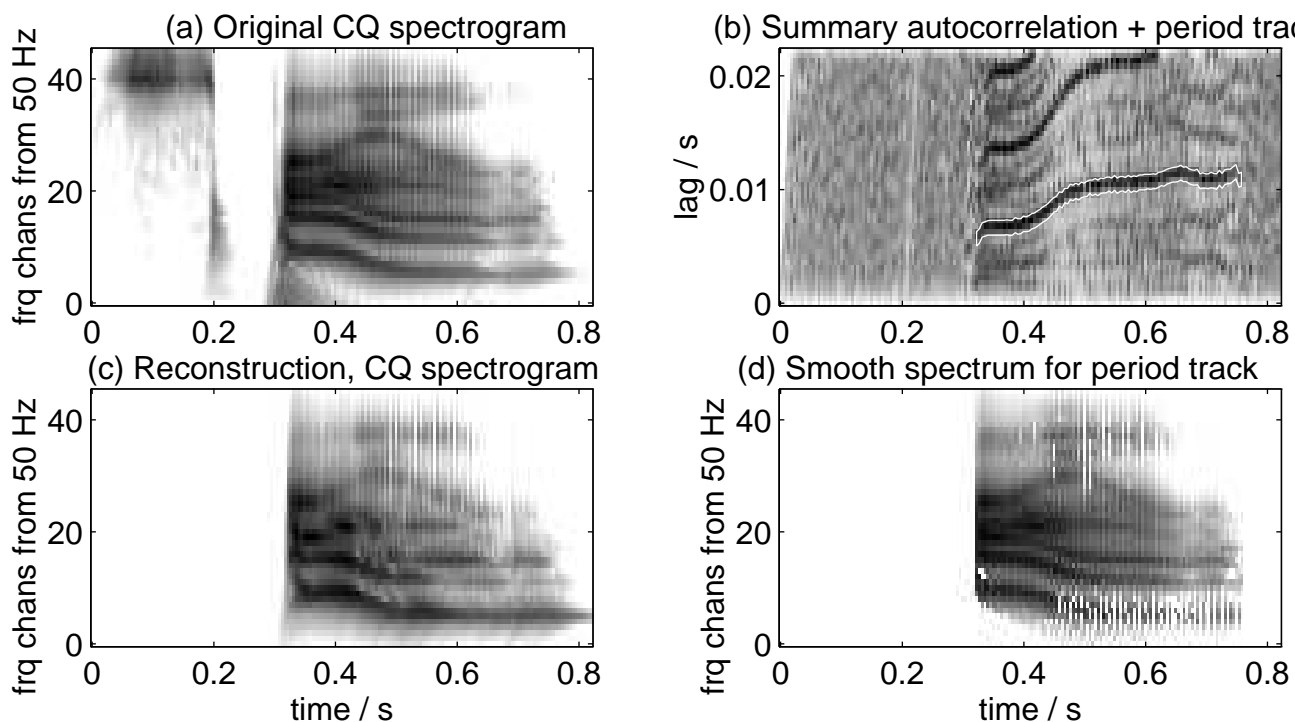 (a) Original CQ spectrogram
frq chans from 50 Hz
40
20
0
0 0.2 0.4 0.6 0.8
(b) Summary autocorrelation + period trac
lag / s
0.02
0.01
0
0 0.2 0.4 0.6 0.8
(c) Reconstruction, CQ spectrogram
frq chans from 50 Hz
40
20
0
0 0.2 0.4 0.6 0.8
time / s
(d) Smooth spectrum for period track
frq chans from 50 Hz
40
20
0
0 0.2 0.4 0.6 0.8
time / s